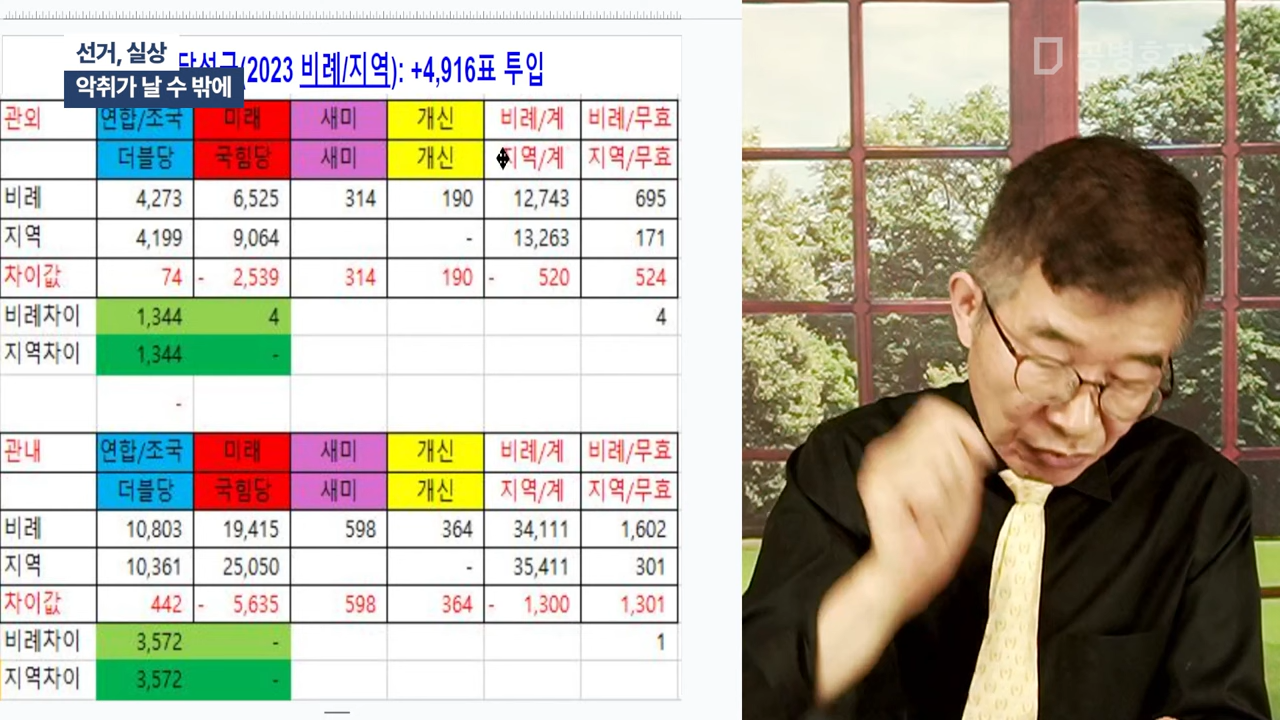 선거, 실상
악취가 날 수 밖에
(2023 비례/지역): +4,916표 투입
공병호TV
관외 연합/조국 미래 새미 개신 비례/계 비례/무효
더블당 국힘당 새미 개신 지역/계 지역/무효
비례 4,273 6,525 314 190 12,743 695
지역 4,199 9,064 - 13,263 171
차이값 74 - 2,539 314 190 - 520 524
비례차이 1,344 4 4
지역차이 1,344 -
-
관내 연합/조국 미래 새미 개신 비례/계 비례/무효
더블당 국힘당 새미 개신 지역/계 지역/무효
비례 10,803 19,415 598 364 34,111 1,602
지역 10,361 25,050 - 35,411 301
차이값 442 - 5,635 598 364 - 1,300 1,301
비례차이 3,572 - 1
지역차이 3,572 -